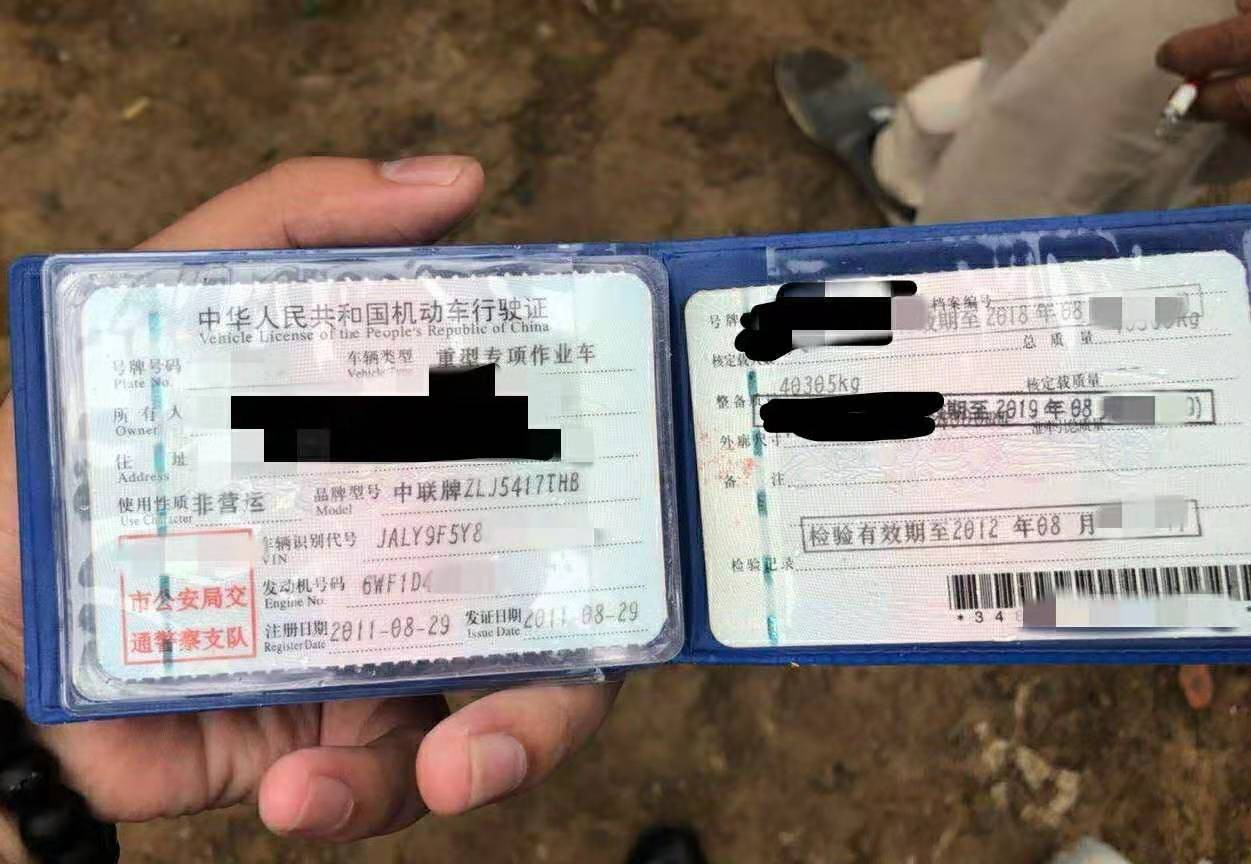 中华人民共和国机动车行驶证
Vehicle License of the People's Republic of China
号牌号码
Plate No.
车辆类型 重型专项作业车
Vehicle Type
所有人
Owner
住址
Address
使用性质 非营运
Use Character
品牌型号 中联牌ZLJ5417THB
Model
车辆识别代号 JALY9F5Y8
VIN
发动机号码 6WF1D4
Engine No.
注册日期 2011-08-29
Register Date
发证日期 2011-08-29
Issue Date
市公安局交
通警察支队
号牌
档案编号
期至2018年08
核定载
总质量 40305kg
整备 40305kg
核定载质量
期至2019年08
外廓尺寸
准牵引总质量
备注
检验有效期至2012年08月
检验记录
*34